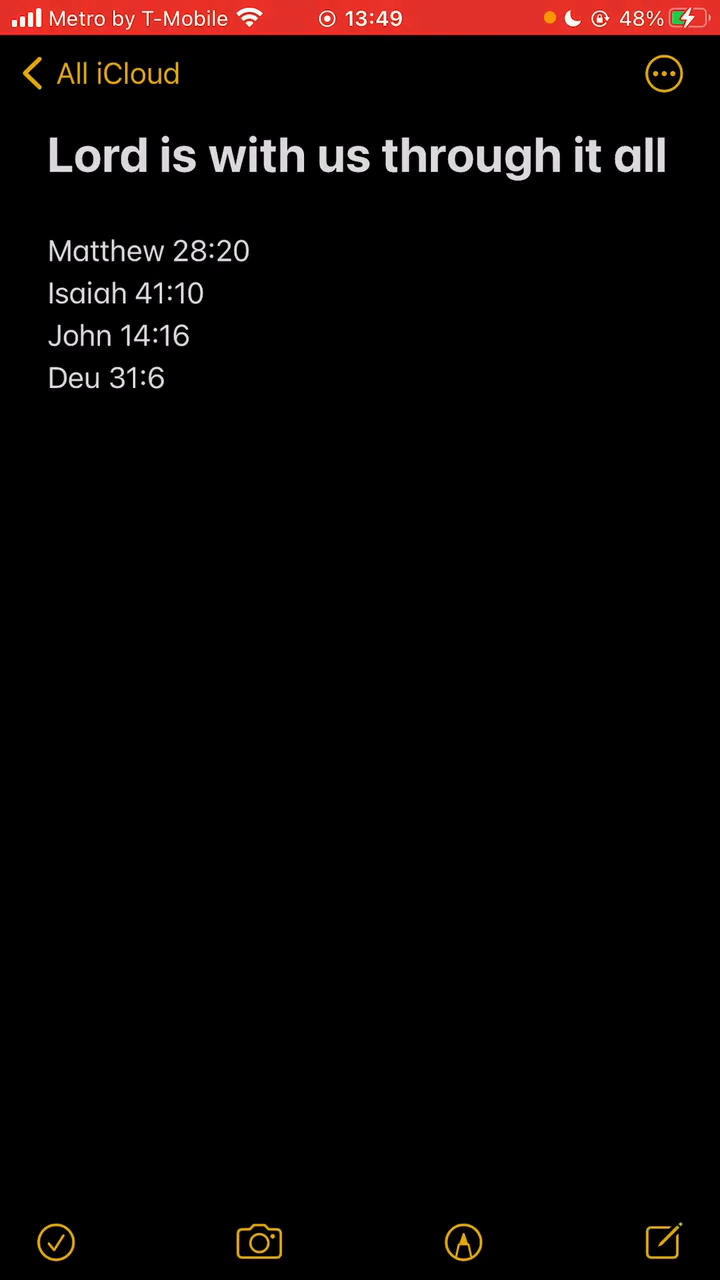 Metro by T-Mobile 13:49 48%
All iCloud
Lord is with us through it all
Matthew 28:20
Isaiah 41:10
John 14:16
Deu 31:6